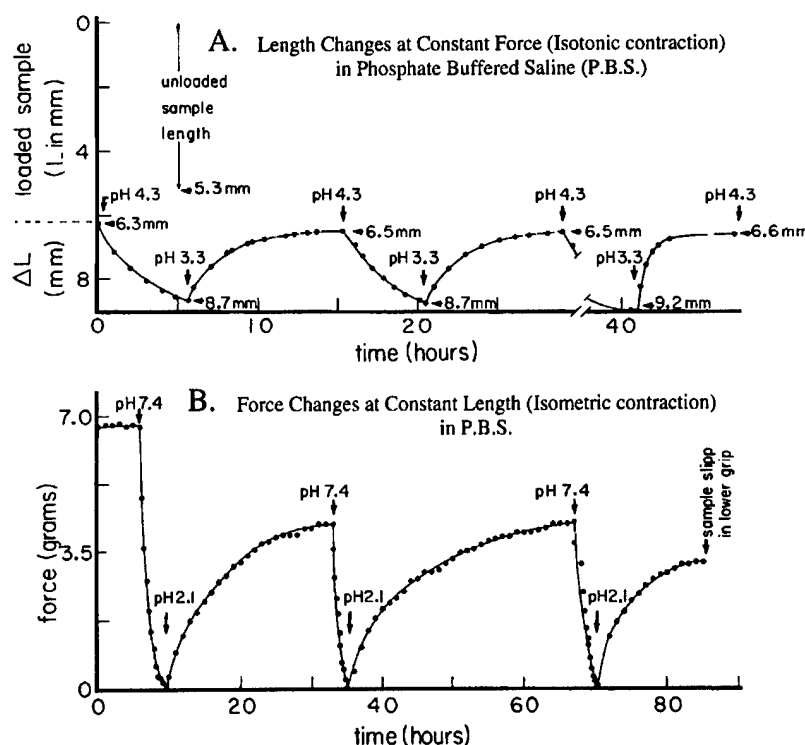 A. Length Changes at Constant Force (Isotonic contraction)
in Phosphate Buffered Saline (P.B.S.)
loaded sample
(L in mm)
ΔL
(mm)
0
4
8
unloaded
sample
length
5.3mm
pH 4.3
6.3mm
pH 3.3
8.7mm
pH 4.3
6.5mm
pH 3.3
8.7mm
pH 4.3
6.5mm
pH3.3
9.2mm
pH 4.3
6.6mm
0
10
20
40
time (hours)
B. Force Changes at Constant Length (Isometric contraction)
in P.B.S.
force (grams)
7.0
3.5
0
pH 7.4
pH2.1
pH 7.4
pH2.1
pH 7.4
pH2.1
sample slipp
in lower grip
0
20
40
60
80
time (hours)